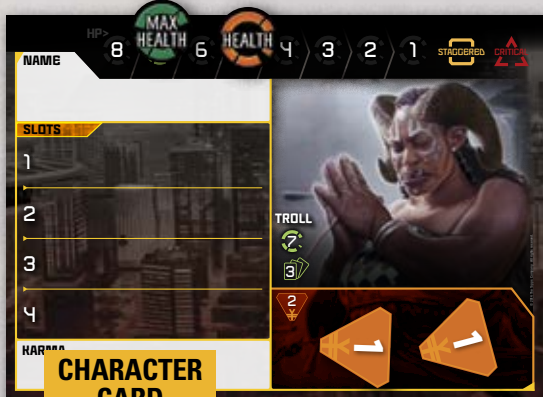 HP>
8 MAX HEALTH 6 HEALTH 4 3 2 1 STAGGERED CRITICAL
NAME
SLOTS
1
2
3
4
KARMA
TROLL
7
3
2
¥
¥ 1
¥ 1
CHARACTER
CARD